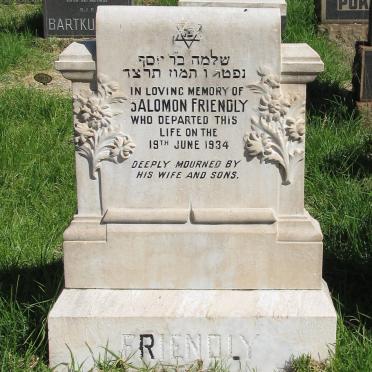 שלמה בר יוסף
נפטר ו תמוז תרצד
IN LOVING MEMORY OF
SALOMON FRIENDLY
WHO DEPARTED THIS
LIFE ON THE
19TH JUNE 1934
DEEPLY MOURNED BY
HIS WIFE AND SONS.
FRIENDLY